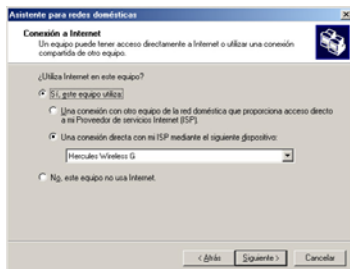 Asistente para redes domésticas
Conexión a Internet
Un equipo puede tener acceso directamente a Internet o utilizar una conexión
compartida de otro equipo.
¿Utiliza Internet en este equipo?
Sí, este equipo utiliza:
Una conexión con otro equipo de la red doméstica que proporciona acceso directo
a mi Proveedor de servicios Internet (ISP).
Una conexión directa con mi ISP mediante el siguiente dispositivo:
Hercules Wireless G
No, este equipo no usa Internet.
< Atrás
Siguiente >
Cancelar